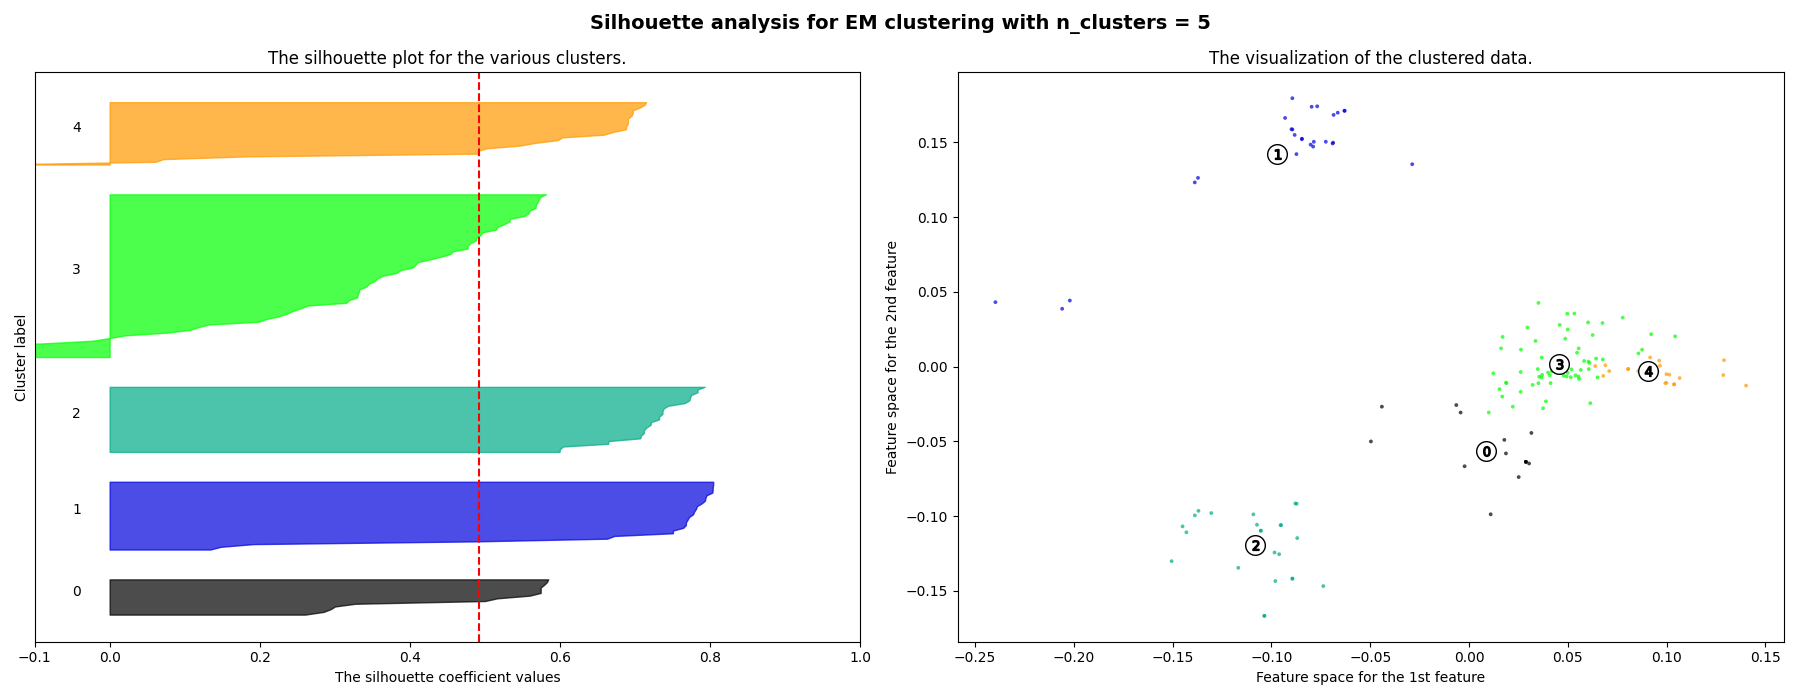 Silhouette analysis for EM clustering with n_clusters = 5
The silhouette plot for the various clusters.
Cluster label
4
3
2
1
0
−0.1 0.0 0.2 0.4 0.6 0.8 1.0
The silhouette coefficient values
The visualization of the clustered data.
Feature space for the 2nd feature
0.15
0.10
0.05
0.00
−0.05
−0.10
−0.15
1
3
4
0
2
−0.25 −0.20 −0.15 −0.10 −0.05 0.00 0.05 0.10 0.15
Feature space for the 1st feature